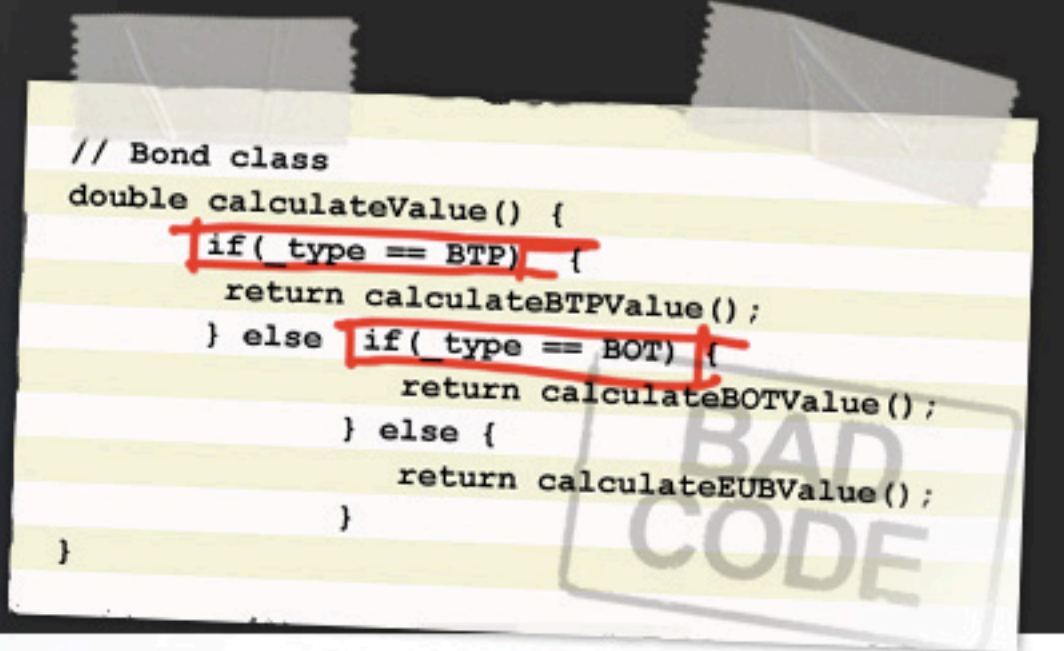 // Bond class
double calculateValue() {
if(_type == BTP) {
return calculateBTPValue();
} else if(_type == BOT) {
return calculateBOTValue();
} else {
return calculateEUBValue();
}
}
BAD
CODE